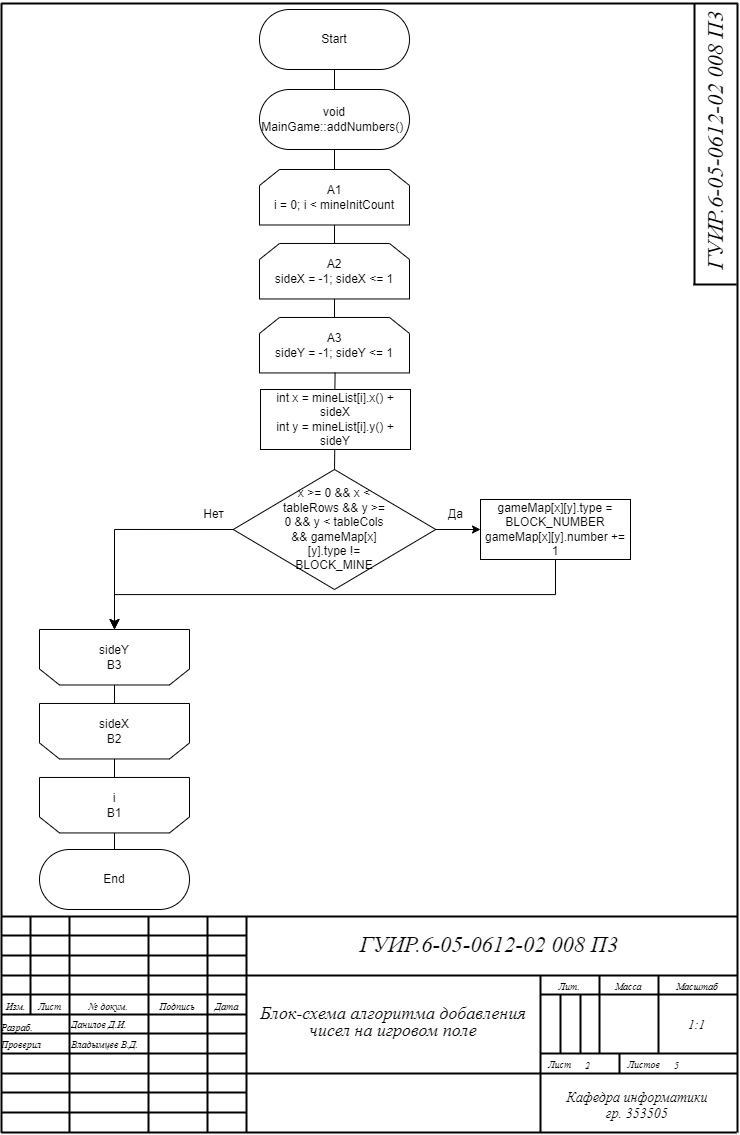 Start
void
MainGame::addNumbers()
A1
i = 0; i < mineInitCount
A2
sideX = -1; sideX <= 1
A3
sideY = -1; sideY <= 1
int x = mineList[i].x() +
sideX
int y = mineList[i].y() +
sideY
x >= 0 && x <
tableRows && y >=
0 && y < tableCols
&& gameMap[x]
[y].type !=
BLOCK_MINE
Нет
Да
gameMap[x][y].type =
BLOCK_NUMBER
gameMap[x][y].number +=
1
sideY
B3
sideX
B2
i
B1
End
ГУИР.6-05-0612-02 008 ПЗ
ГУИР.6-05-0612-02 008 ПЗ
Изм. Лист № докум. Подпись Дата
Разраб. Данилов Д.И.
Проверил Владымцев В.Д.
Блок-схема алгоритма добавления
чисел на игровом поле
Лит. Масса Масштаб
1:1
Лист 2 Листов 5
Кафедра информатики
гр. 353505